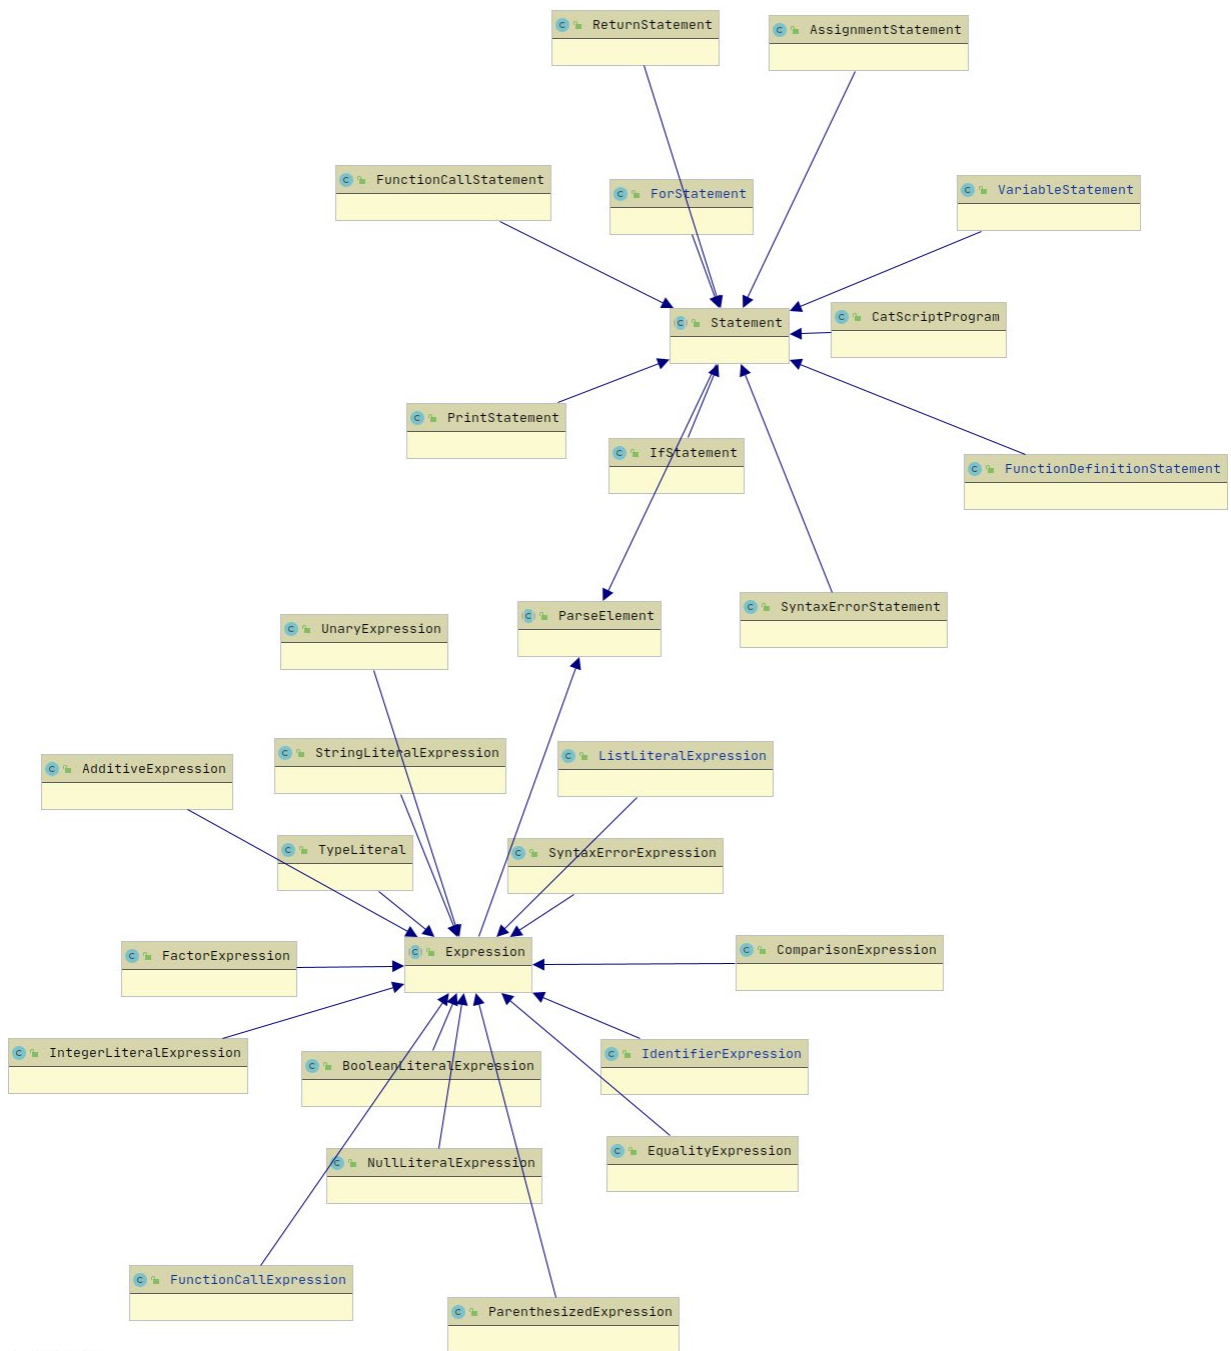 ReturnStatement
AssignmentStatement
FunctionCallStatement
ForStatement
VariableStatement
Statement
CatScriptProgram
PrintStatement
IfStatement
FunctionDefinitionStatement
ParseElement
SyntaxErrorStatement
UnaryExpression
StringLiteralExpression
ListLiteralExpression
AdditiveExpression
TypeLiteral
SyntaxErrorExpression
FactorExpression
Expression
ComparisonExpression
IntegerLiteralExpression
BooleanLiteralExpression
IdentifierExpression
NullLiteralExpression
EqualityExpression
FunctionCallExpression
ParenthesizedExpression